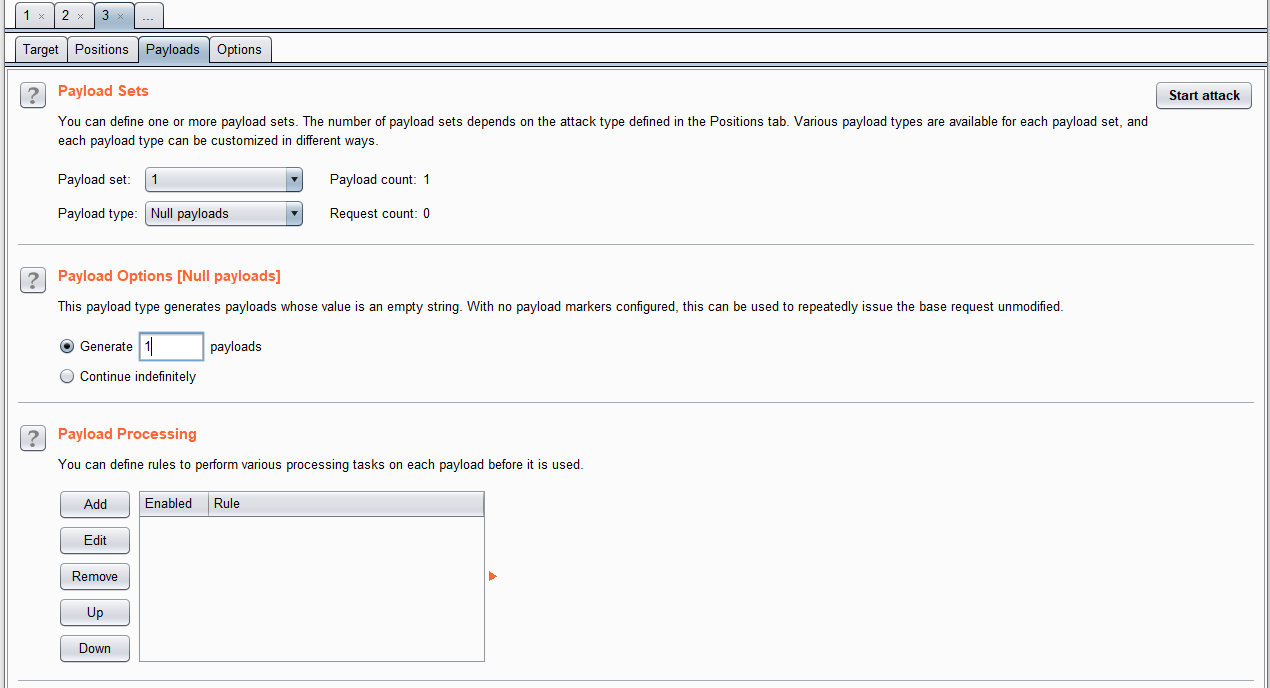 1 × 2 × 3 × ...
Target Positions Payloads Options
? Payload Sets Start attack
You can define one or more payload sets. The number of payload sets depends on the attack type defined in the Positions tab. Various payload types are available for each payload set, and
each payload type can be customized in different ways.
Payload set: 1 Payload count: 1
Payload type: Null payloads Request count: 0
? Payload Options [Null payloads]
This payload type generates payloads whose value is an empty string. With no payload markers configured, this can be used to repeatedly issue the base request unmodified.
Generate 1 payloads
Continue indefinitely
? Payload Processing
You can define rules to perform various processing tasks on each payload before it is used.
Add Enabled Rule
Edit
Remove
Up
Down